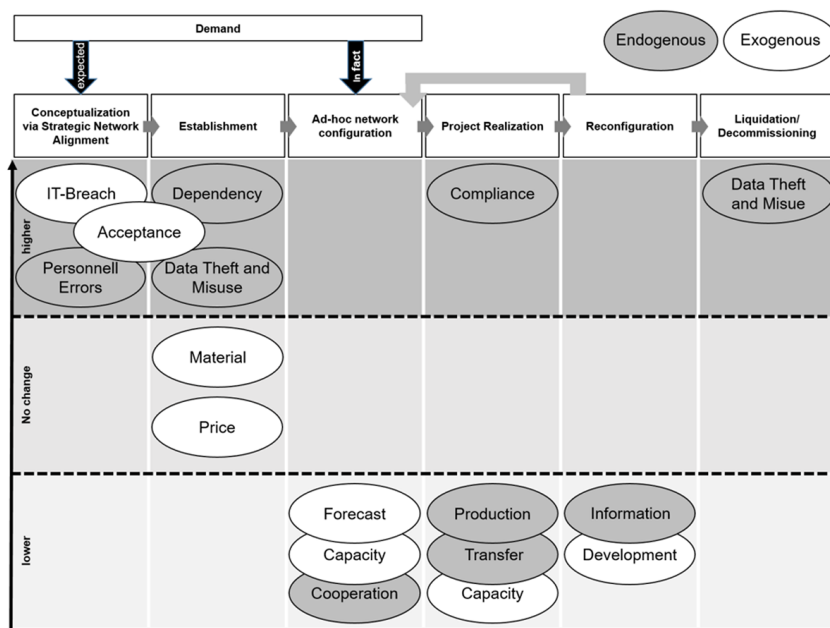 Demand
Endogenous
Exogenous
expected
In fact
Conceptualization
via Strategic Network
Alignment
Establishment
Ad-hoc network
configuration
Project Realization
Reconfiguration
Liquidation/
Decommissioning
higher
IT-Breach
Dependency
Compliance
Data Theft
and Misue
Acceptance
Personnell
Errors
Data Theft and
Misuse
No change
Material
Price
lower
Forecast
Production
Information
Capacity
Transfer
Development
Cooperation
Capacity